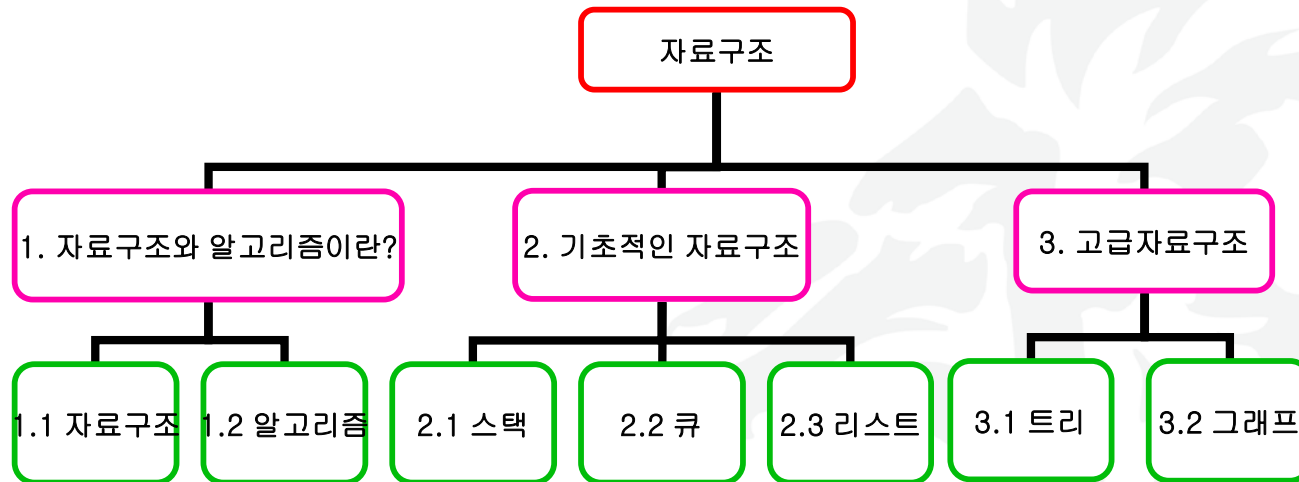 자료구조
1. 자료구조와 알고리즘이란?
2. 기초적인 자료구조
3. 고급자료구조
1.1 자료구조
1.2 알고리즘
2.1 스택
2.2 큐
2.3 리스트
3.1 트리
3.2 그래프